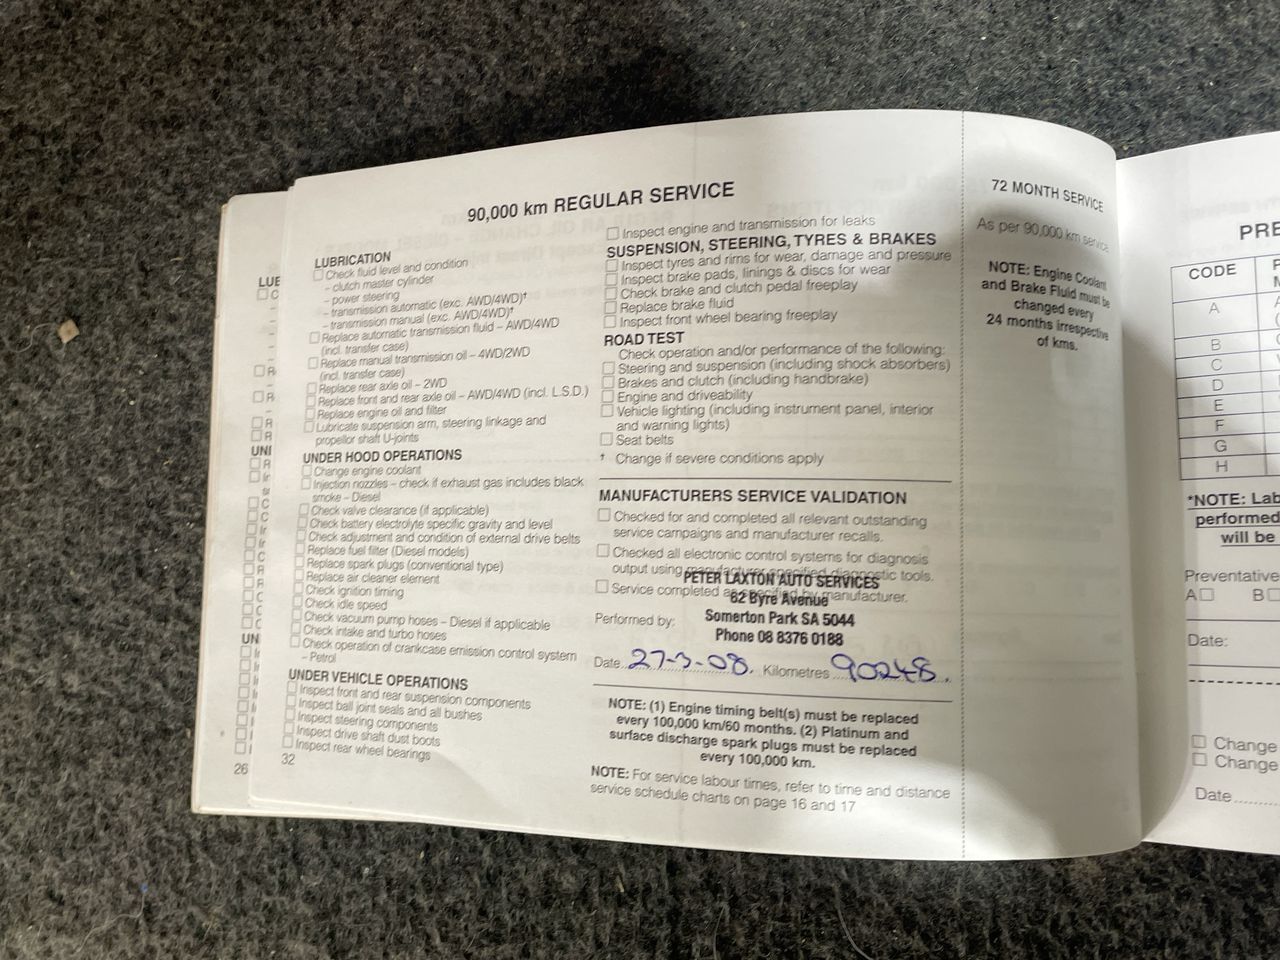 90,000 km REGULAR SERVICE
LUBRICATION
Check fluid level and condition
– clutch master cylinder
– power steering
– transmission automatic (exc. AWD/4WD)†
– transmission manual (exc. AWD/4WD)†
Replace automatic transmission fluid – AWD/4WD
(incl. transfer case)
Replace manual transmission oil – 4WD/2WD
(incl. transfer case)
Replace rear axle oil – 2WD
Replace front and rear axle oil – AWD/4WD (incl. L.S.D.)
Replace engine oil and filter
Lubricate suspension arm, steering linkage and
propellor shaft U-joints
UNDER HOOD OPERATIONS
Change engine coolant
Injection nozzles – check if exhaust gas includes black
smoke – Diesel
Check valve clearance (if applicable)
Check battery electrolyte specific gravity and level
Check adjustment and condition of external drive belts
Replace fuel filter (Diesel models)
Replace spark plugs (conventional type)
Replace air cleaner element
Check ignition timing
Check idle speed
Check vacuum pump hoses – Diesel if applicable
Check intake and turbo hoses
Check operation of crankcase emission control system
– Petrol
UNDER VEHICLE OPERATIONS
Inspect front and rear suspension components
Inspect ball joint seals and all bushes
Inspect steering components
Inspect drive shaft dust boots
Inspect rear wheel bearings
32
26
Inspect engine and transmission for leaks
SUSPENSION, STEERING, TYRES & BRAKES
Inspect tyres and rims for wear, damage and pressure
Inspect brake pads, linings & discs for wear
Check brake and clutch pedal freeplay
Replace brake fluid
Inspect front wheel bearing freeplay
ROAD TEST
Check operation and/or performance of the following:
Steering and suspension (including shock absorbers)
Brakes and clutch (including handbrake)
Engine and driveability
Vehicle lighting (including instrument panel, interior
and warning lights)
Seat belts
† Change if severe conditions apply
MANUFACTURERS SERVICE VALIDATION
Checked for and completed all relevant outstanding
service campaigns and manufacturer recalls.
Checked all electronic control systems for diagnosis
output using manufacturer specified diagnostic tools.
PETER LAXTON AUTO SERVICES
Service completed as specified by manufacturer.
62 Byre Avenue
Performed by: Somerton Park SA 5044
Phone 08 8376 0188
Date 27-3-08. Kilometres 90248.
NOTE: (1) Engine timing belt(s) must be replaced
every 100,000 km/60 months. (2) Platinum and
surface discharge spark plugs must be replaced
every 100,000 km.
NOTE: For service labour times, refer to time and distance
service schedule charts on page 16 and 17
72 MONTH SERVICE
As per 90,000 km service
NOTE: Engine Coolant
and Brake Fluid must be
changed every
24 months irrespective
of kms.
PRE
CODE
A
B
C
D
E
F
G
H
*NOTE: Lab
performed
will be
Preventative
A B
Date:
Change
Change
Date